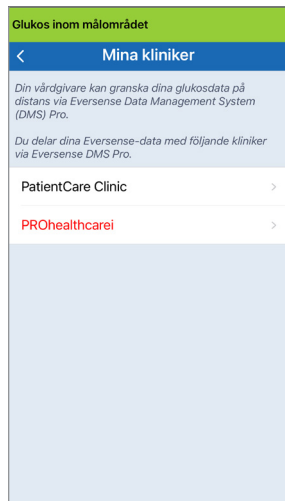 Glukos inom målområdet
Mina kliniker
Din vårdgivare kan granska dina glukosdata på
distans via Eversense Data Management System
(DMS) Pro.
Du delar dina Eversense-data med följande kliniker
via Eversense DMS Pro.
PatientCare Clinic
PROhealthcarei